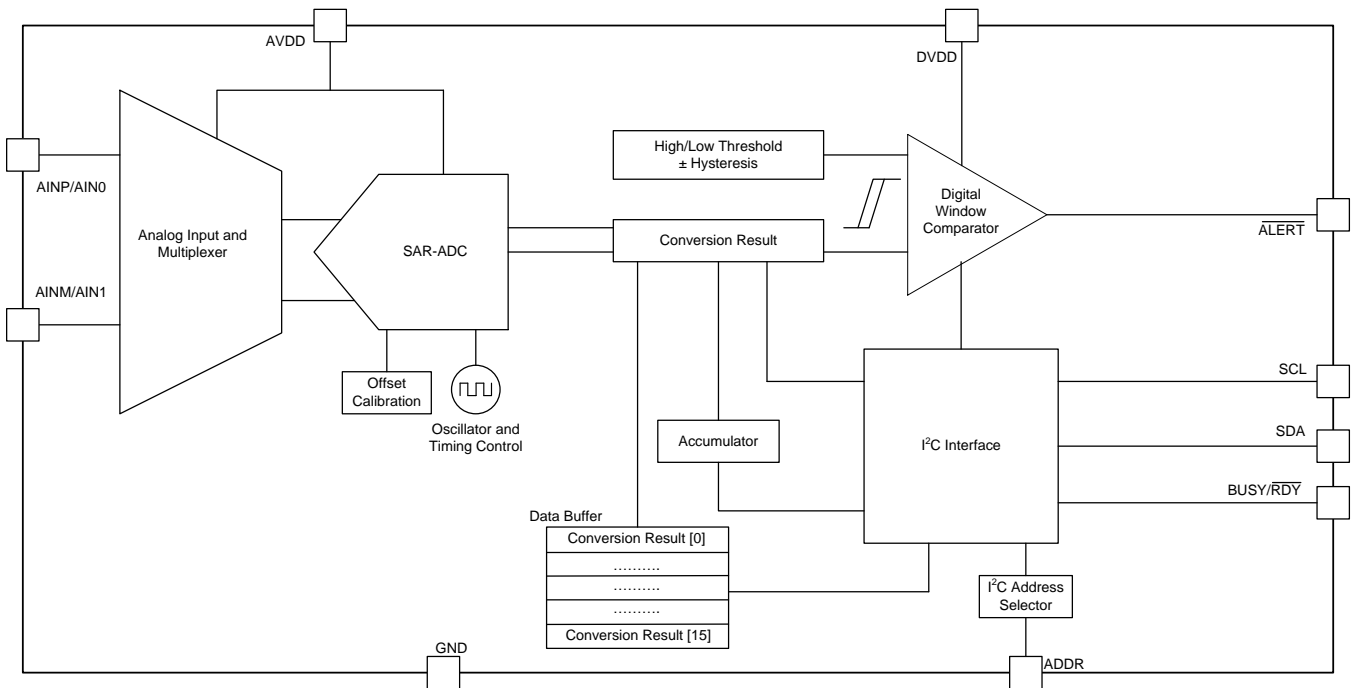 AVDD
DVDD
AINP/AIN0
AINM/AIN1
Analog Input and
Multiplexer
SAR-ADC
Offset
Calibration
Oscillator and
Timing Control
High/Low Threshold
± Hysteresis
Conversion Result
Digital
Window
Comparator
ALERT
Accumulator
I²C Interface
SCL
SDA
BUSY/RDY
Data Buffer
Conversion Result [0]
……….
……….
……….
Conversion Result [15]
I²C Address
Selector
GND
ADDR